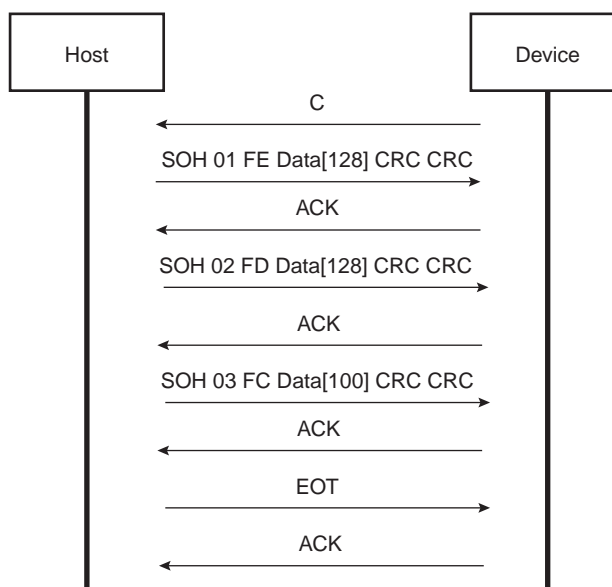 Host
Device
C
SOH 01 FE Data[128] CRC CRC
ACK
SOH 02 FD Data[128] CRC CRC
ACK
SOH 03 FC Data[100] CRC CRC
ACK
EOT
ACK